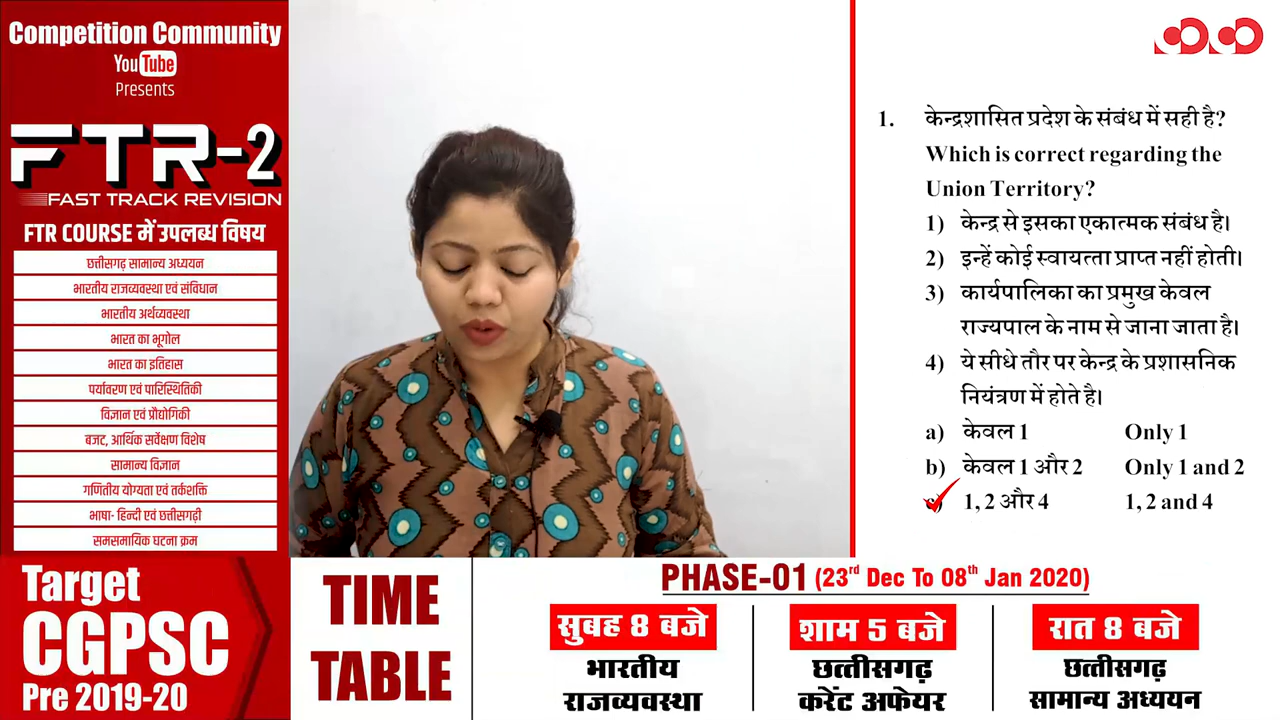 Competition Community
YouTube
Presents
FTR-2
FAST TRACK REVISION
FTR COURSE में उपलब्ध विषय
छत्तीसगढ़ सामान्य अध्ययन
भारतीय राजव्यवस्था एवं संविधान
भारतीय अर्थव्यवस्था
भारत का भूगोल
भारत का इतिहास
पर्यावरण एवं पारिस्थितिकी
विज्ञान एवं प्रौद्योगिकी
बजट, आर्थिक सर्वेक्षण विशेष
सामान्य विज्ञान
गणितीय योग्यता एवं तर्कशक्ति
भाषा- हिन्दी एवं छत्तीसगढ़ी
समसमायिक घटना क्रम
Target
CGPSC
Pre 2019-20
1. केन्द्रशासित प्रदेश के संबंध में सही है?
Which is correct regarding the
Union Territory?
1) केन्द्र से इसका एकात्मक संबंध है।
2) इन्हें कोई स्वायत्ता प्राप्त नहीं होती।
3) कार्यपालिका का प्रमुख केवल
राज्यपाल के नाम से जाना जाता है।
4) ये सीधे तौर पर केन्द्र के प्रशासनिक
नियंत्रण में होते है।
a) केवल 1 Only 1
b) केवल 1 और 2 Only 1 and 2
c) 1, 2 और 4 1, 2 and 4
TIME
TABLE
PHASE-01 (23rd Dec To 08th Jan 2020)
सुबह 8 बजे
भारतीय
राजव्यवस्था
शाम 5 बजे
छत्तीसगढ़
करेंट अफेयर
रात 8 बजे
छत्तीसगढ़
सामान्य अध्ययन